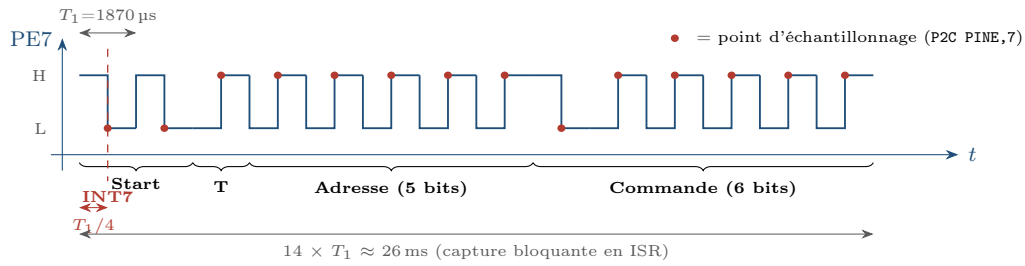 T₁=1870 µs
PE7
= point d'échantillonnage (P2C PINE,7)
H
L
t
Start
T
Adresse (5 bits)
Commande (6 bits)
INT7
T₁/4
14 × T₁ ≈ 26 ms (capture bloquante en ISR)